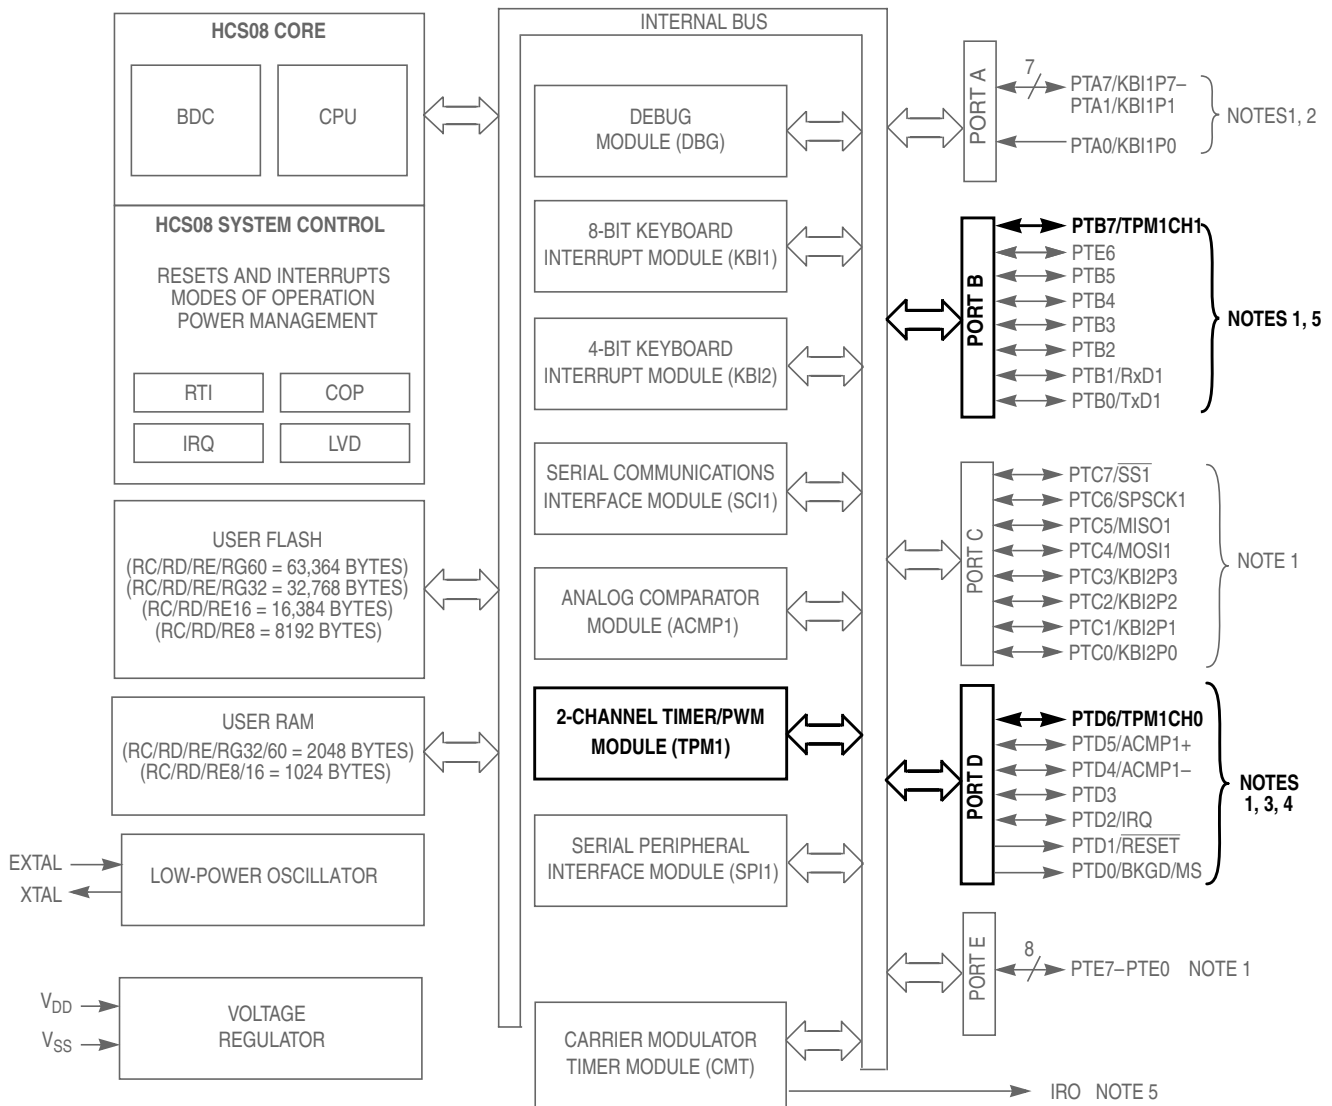 HCS08 CORE
BDC
CPU
HCS08 SYSTEM CONTROL
RESETS AND INTERRUPTS
MODES OF OPERATION
POWER MANAGEMENT
RTI
COP
IRQ
LVD
USER FLASH
(RC/RD/RE/RG60 = 63,364 BYTES)
(RC/RD/RE/RG32 = 32,768 BYTES)
(RC/RD/RE16 = 16,384 BYTES)
(RC/RD/RE8 = 8192 BYTES)
USER RAM
(RC/RD/RE/RG32/60 = 2048 BYTES)
(RC/RD/RE8/16 = 1024 BYTES)
EXTAL
XTAL
LOW-POWER OSCILLATOR
VDD
VSS
VOLTAGE
REGULATOR
INTERNAL BUS
DEBUG
MODULE (DBG)
8-BIT KEYBOARD
INTERRUPT MODULE (KBI1)
4-BIT KEYBOARD
INTERRUPT MODULE (KBI2)
SERIAL COMMUNICATIONS
INTERFACE MODULE (SCI1)
ANALOG COMPARATOR
MODULE (ACMP1)
2-CHANNEL TIMER/PWM
MODULE (TPM1)
SERIAL PERIPHERAL
INTERFACE MODULE (SPI1)
CARRIER MODULATOR
TIMER MODULE (CMT)
PORT A
7
PTA7/KBI1P7–
PTA1/KBI1P1
PTA0/KBI1P0
NOTES1, 2
PORT B
PTB7/TPM1CH1
PTE6
PTB5
PTB4
PTB3
PTB2
PTB1/RxD1
PTB0/TxD1
NOTES 1, 5
PORT C
PTC7/SS1
PTC6/SPSCK1
PTC5/MISO1
PTC4/MOSI1
PTC3/KBI2P3
PTC2/KBI2P2
PTC1/KBI2P1
PTC0/KBI2P0
NOTE 1
PORT D
PTD6/TPM1CH0
PTD5/ACMP1+
PTD4/ACMP1–
PTD3
PTD2/IRQ
PTD1/RESET
PTD0/BKGD/MS
NOTES
1, 3, 4
PORT E
8
PTE7–PTE0 NOTE 1
IRO NOTE 5